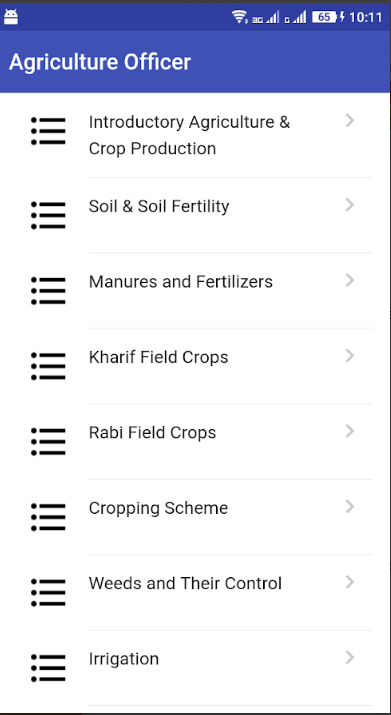 3G G 65 10:11
Agriculture Officer
Introductory Agriculture &
Crop Production
Soil & Soil Fertility
Manures and Fertilizers
Kharif Field Crops
Rabi Field Crops
Cropping Scheme
Weeds and Their Control
Irrigation